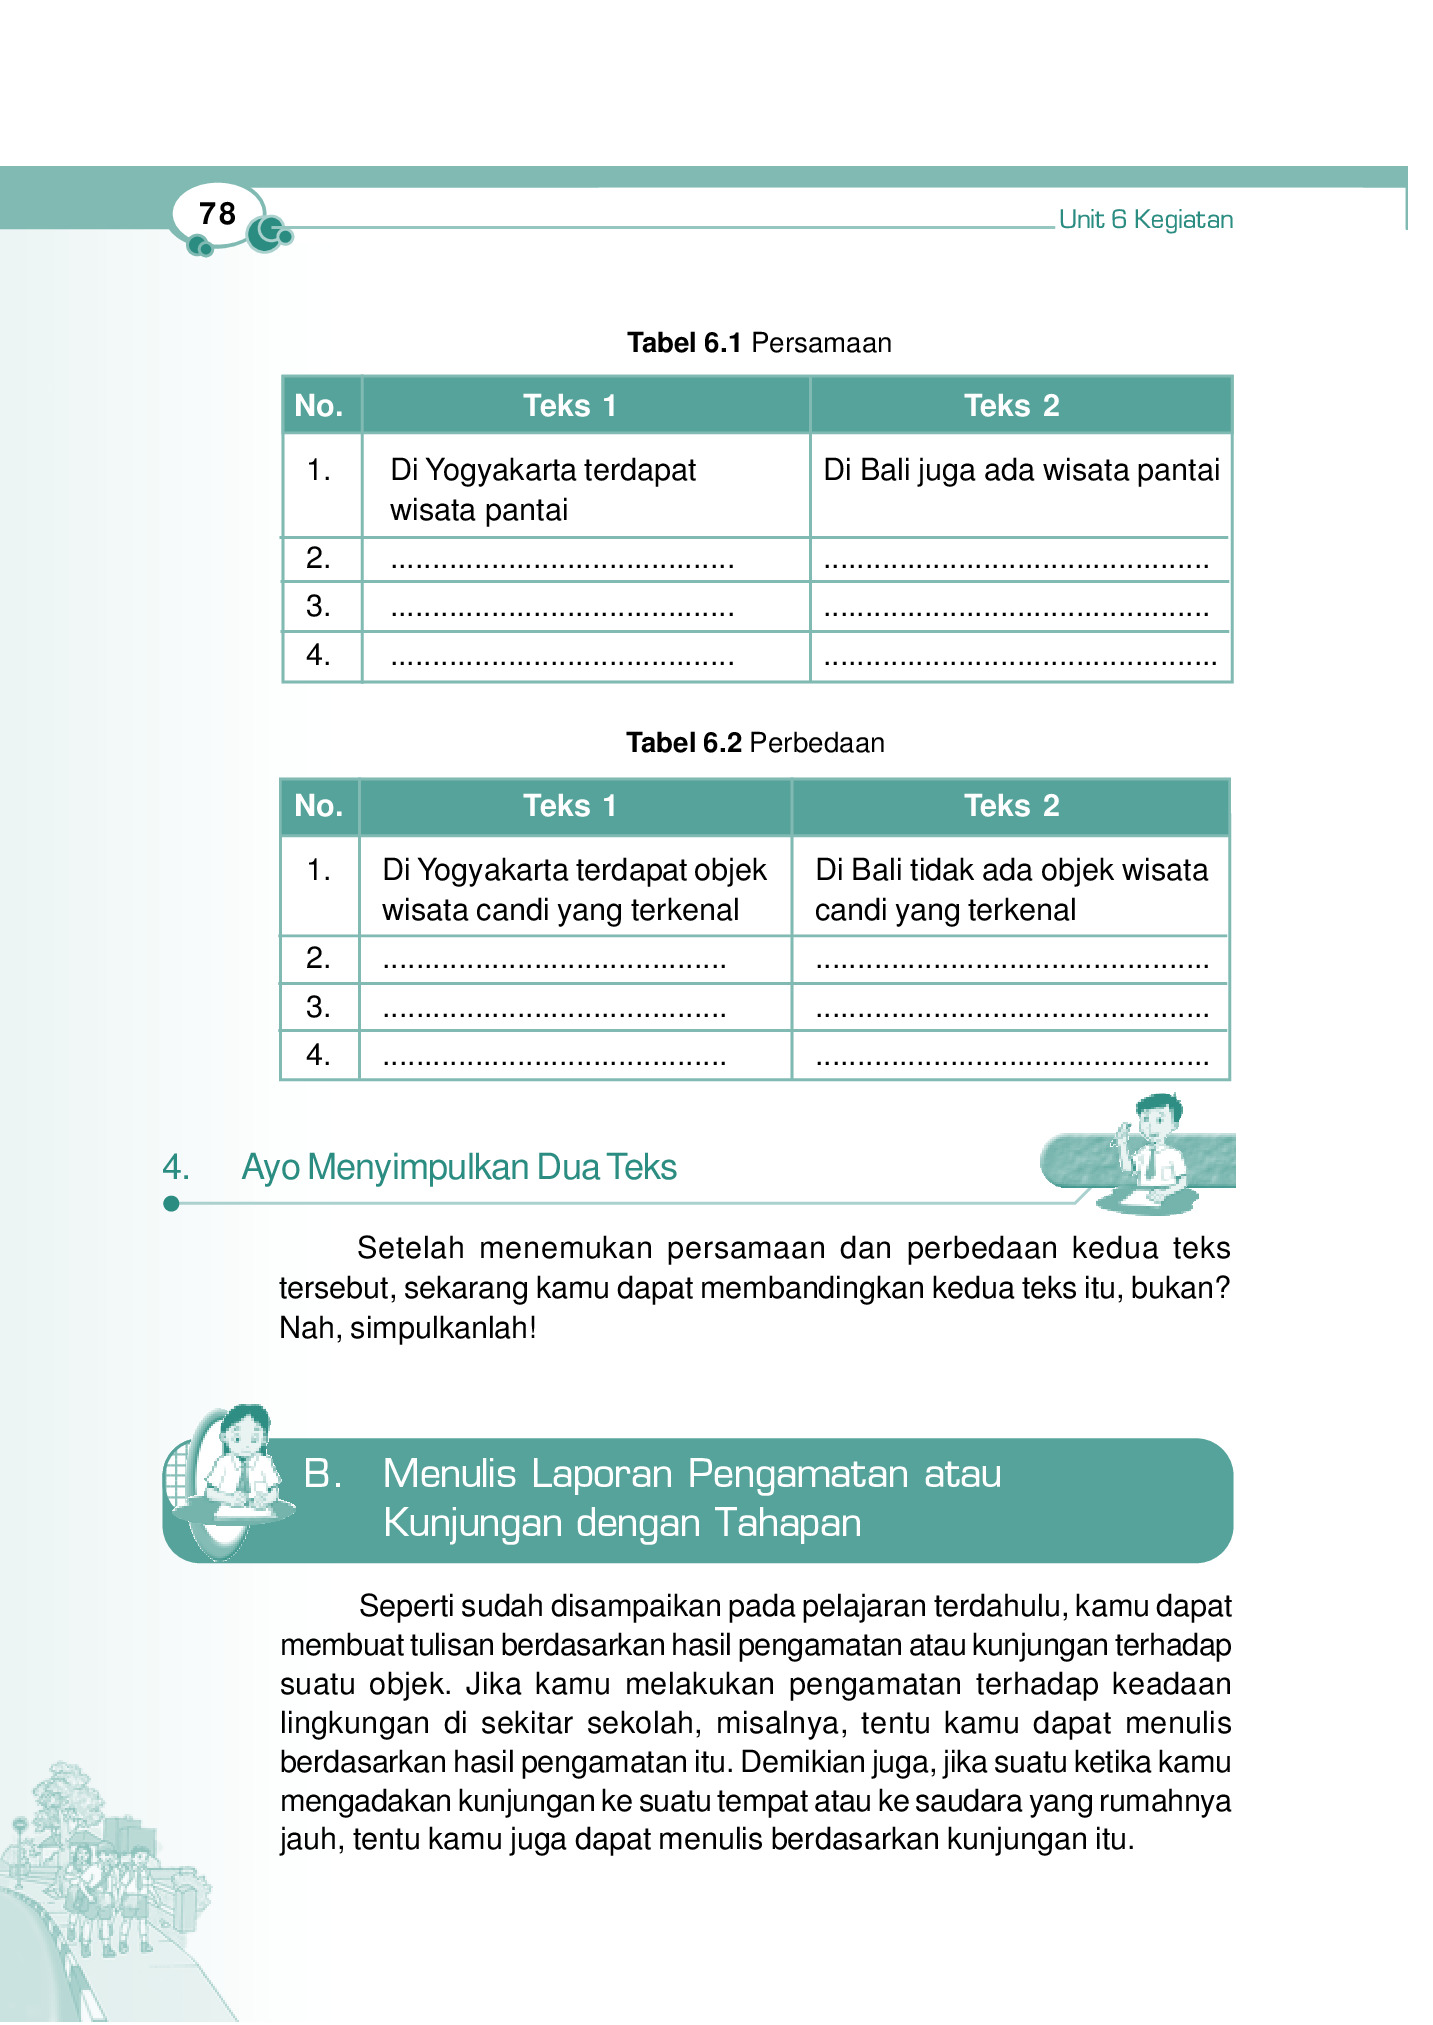 78
Unit 6 Kegiatan
Tabel 6.1 Persamaan
No. Teks 1 Teks 2
1. Di Yogyakarta terdapat Di Bali juga ada wisata pantai
wisata pantai
2. ......................................... ..............................................
3. ......................................... ..............................................
4. ......................................... ...............................................
Tabel 6.2 Perbedaan
No. Teks 1 Teks 2
1. Di Yogyakarta terdapat objek Di Bali tidak ada objek wisata
wisata candi yang terkenal candi yang terkenal
2. ......................................... ...............................................
3. ......................................... ...............................................
4. ......................................... ...............................................
4. Ayo Menyimpulkan Dua Teks
Setelah menemukan persamaan dan perbedaan kedua teks
tersebut, sekarang kamu dapat membandingkan kedua teks itu, bukan?
Nah, simpulkanlah!
B. Menulis Laporan Pengamatan atau
Kunjungan dengan Tahapan
Seperti sudah disampaikan pada pelajaran terdahulu, kamu dapat
membuat tulisan berdasarkan hasil pengamatan atau kunjungan terhadap
suatu objek. Jika kamu melakukan pengamatan terhadap keadaan
lingkungan di sekitar sekolah, misalnya, tentu kamu dapat menulis
berdasarkan hasil pengamatan itu. Demikian juga, jika suatu ketika kamu
mengadakan kunjungan ke suatu tempat atau ke saudara yang rumahnya
jauh, tentu kamu juga dapat menulis berdasarkan kunjungan itu.